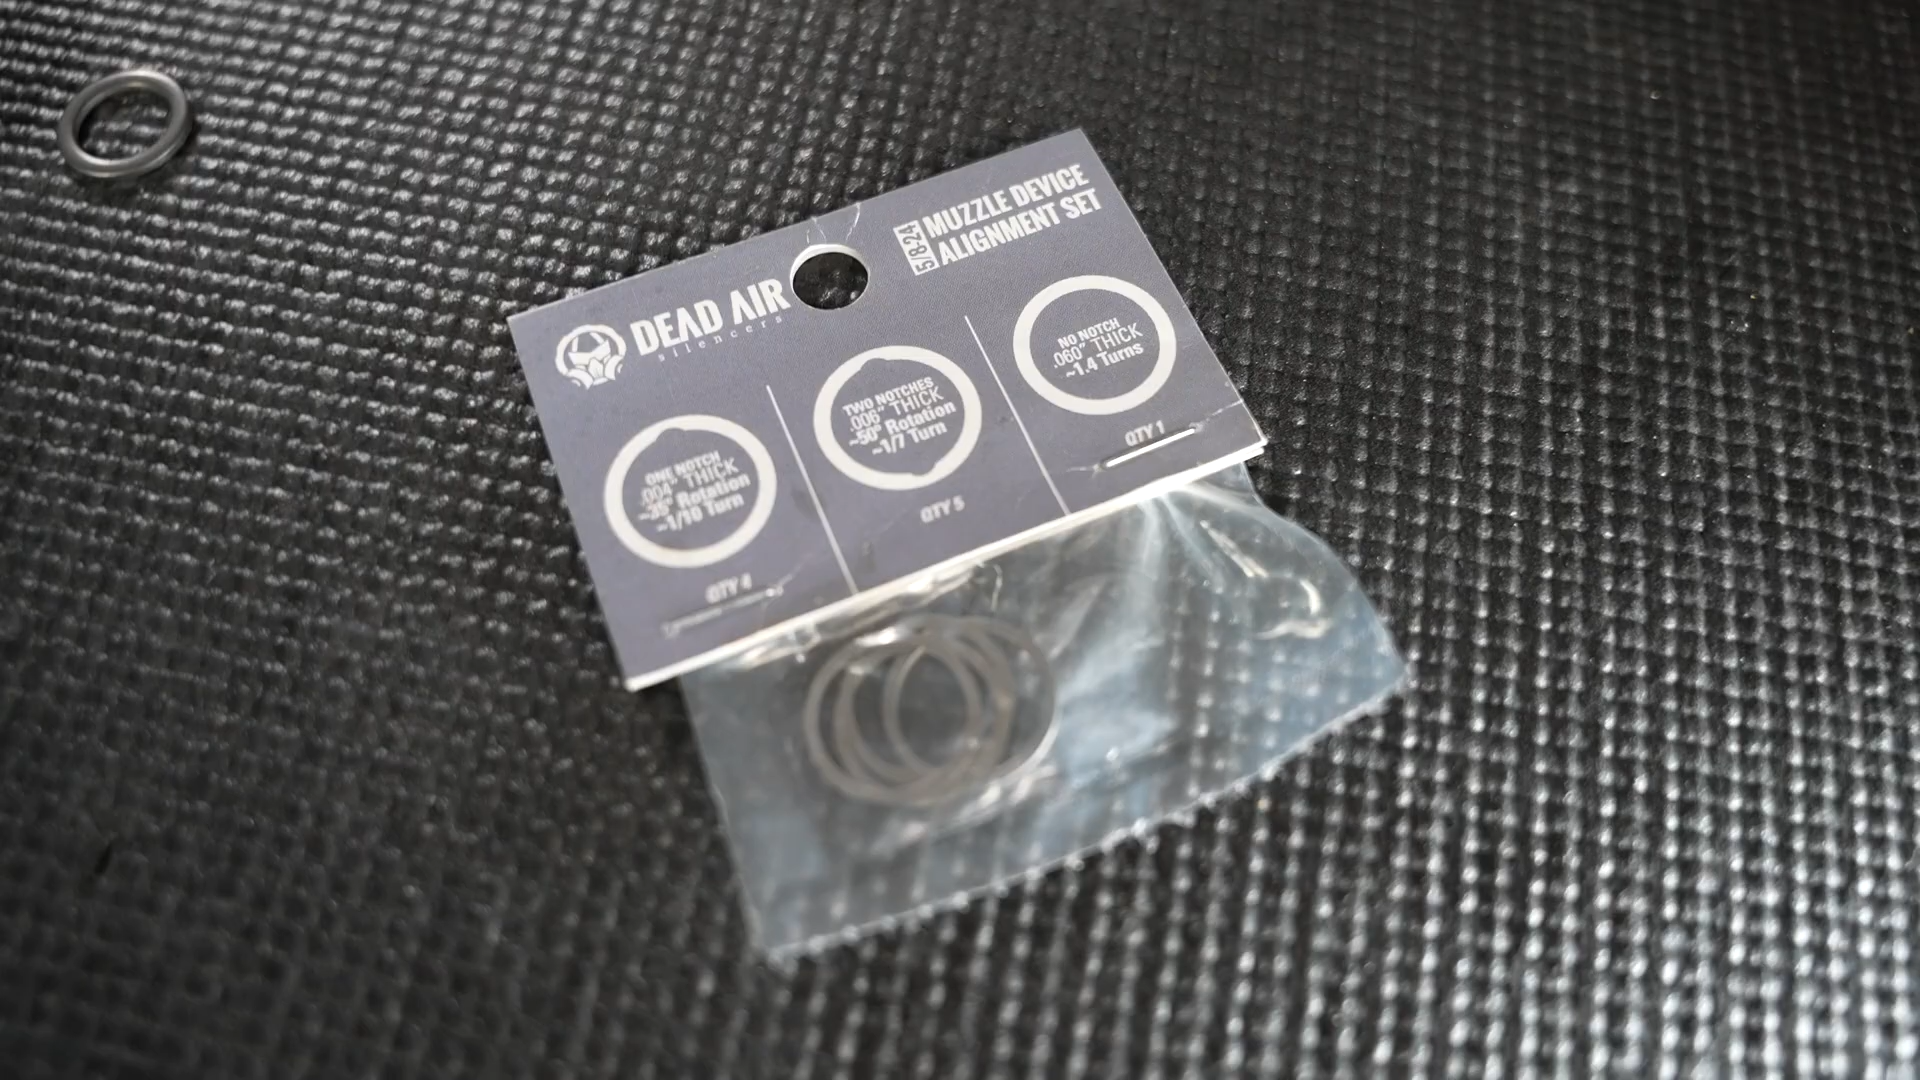 DEAD AIR
silencers
5/8-24
MUZZLE DEVICE
ALIGNMENT SET
ONE NOTCH
.004" THICK
~35° Rotation
~1/10 Turn
QTY 4
TWO NOTCHES
.006" THICK
~50° Rotation
~1/7 Turn
QTY 5
NO NOTCH
.060" THICK
~1.4 Turns
QTY 1